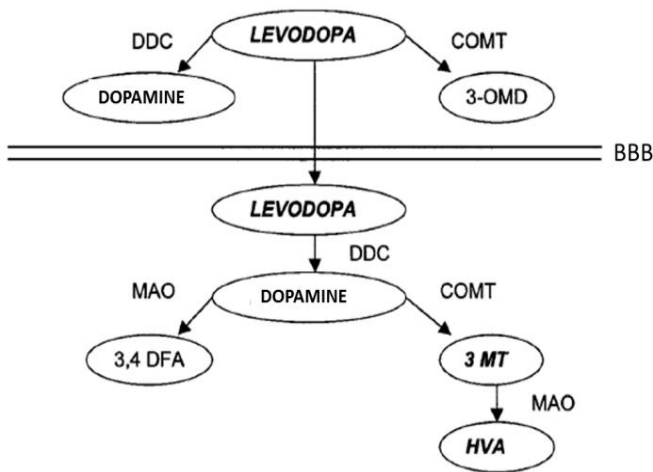 DDC
LEVODOPA
COMT
DOPAMINE
3-OMD
BBB
LEVODOPA
DDC
MAO
DOPAMINE
COMT
3,4 DFA
3 MT
MAO
HVA